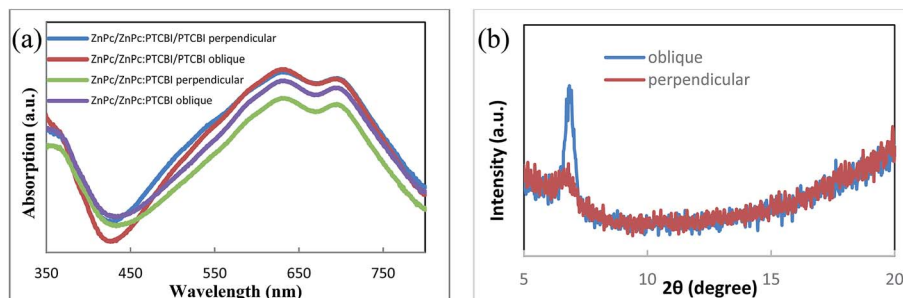 (a)
ZnPc/ZnPc:PTCBI/PTCBI perpendicular
ZnPc/ZnPc:PTCBI/PTCBI oblique
ZnPc/ZnPc:PTCBI perpendicular
ZnPc/ZnPc:PTCBI oblique
Absorption (a.u.)
350 450 550 650 750
Wavelength (nm)
(b)
oblique
perpendicular
Intensity (a.u.)
5 10 15 20
2θ (degree)